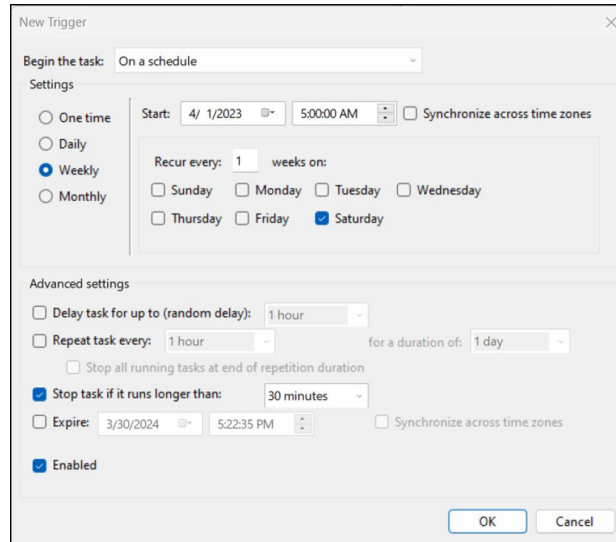 New Trigger
Begin the task: On a schedule
Settings
One time
Start: 4/ 1/2023 5:00:00 AM Synchronize across time zones
Daily
Recur every: 1 weeks on:
Weekly
Sunday Monday Tuesday Wednesday
Monthly
Thursday Friday Saturday
Advanced settings
Delay task for up to (random delay): 1 hour
Repeat task every: 1 hour for a duration of: 1 day
Stop all running tasks at end of repetition duration
Stop task if it runs longer than: 30 minutes
Expire: 3/30/2024 5:22:35 PM Synchronize across time zones
Enabled
OK Cancel